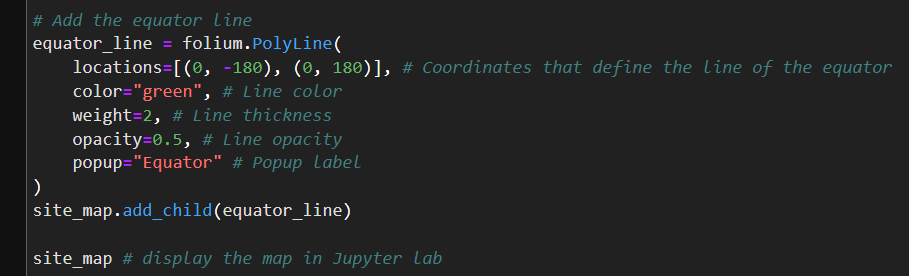 # Add the equator line
equator_line = folium.PolyLine(
    locations=[(0, -180), (0, 180)], # Coordinates that define the line of the equator
    color="green", # Line color
    weight=2, # Line thickness
    opacity=0.5, # Line opacity
    popup="Equator" # Popup label
)
site_map.add_child(equator_line)

site_map # display the map in Jupyter lab